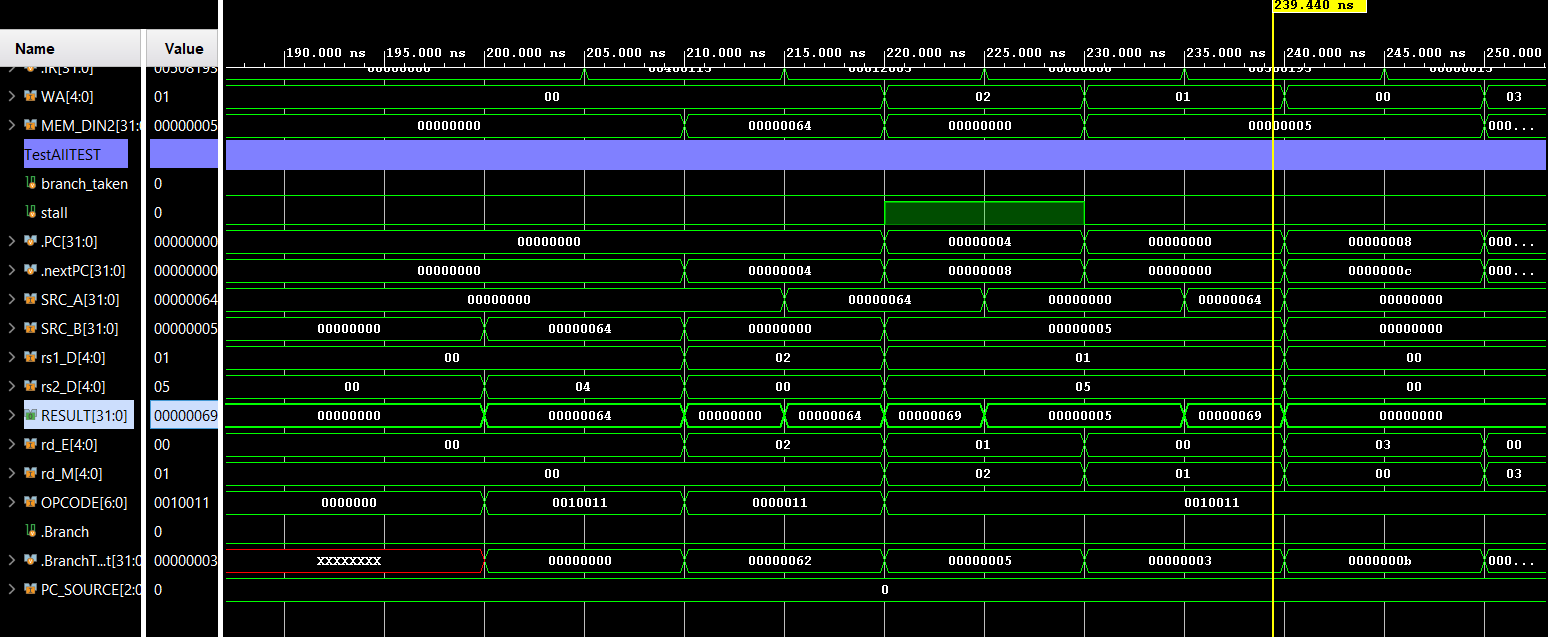 239.440 ns
Name Value 190.000 ns 195.000 ns 200.000 ns 205.000 ns 210.000 ns 215.000 ns 220.000 ns 225.000 ns 230.000 ns 235.000 ns 240.000 ns 245.000 ns 250.000
.IR[31:0] 00508193
WA[4:0] 01 00 02 01 00 03
MEM_DIN2[31:0 00000005 00000000 00000064 00000000 00000005 000...
TestAllTEST
branch_taken 0
stall 0
.PC[31:0] 00000000 00000000 00000004 00000000 00000008 000...
.nextPC[31:0] 00000000 00000000 00000004 00000008 00000000 0000000c 000...
SRC_A[31:0] 00000064 00000000 00000064 00000000 00000064 00000000
SRC_B[31:0] 00000005 00000000 00000064 00000000 00000005 00000000
rs1_D[4:0] 01 00 02 01 00
rs2_D[4:0] 05 00 04 00 05 00
RESULT[31:0] 00000069 00000000 00000064 00000000 00000064 00000069 00000005 00000069 00000000
rd_E[4:0] 00 00 02 01 00 03 00
rd_M[4:0] 01 00 02 01 00 03
OPCODE[6:0] 0010011 0000000 0010011 0000011 0010011
.Branch 0
.BranchT...t[31:0 00000003 XXXXXXXX 00000000 00000062 00000005 00000003 0000000b 000...
PC_SOURCE[2:0 0 0